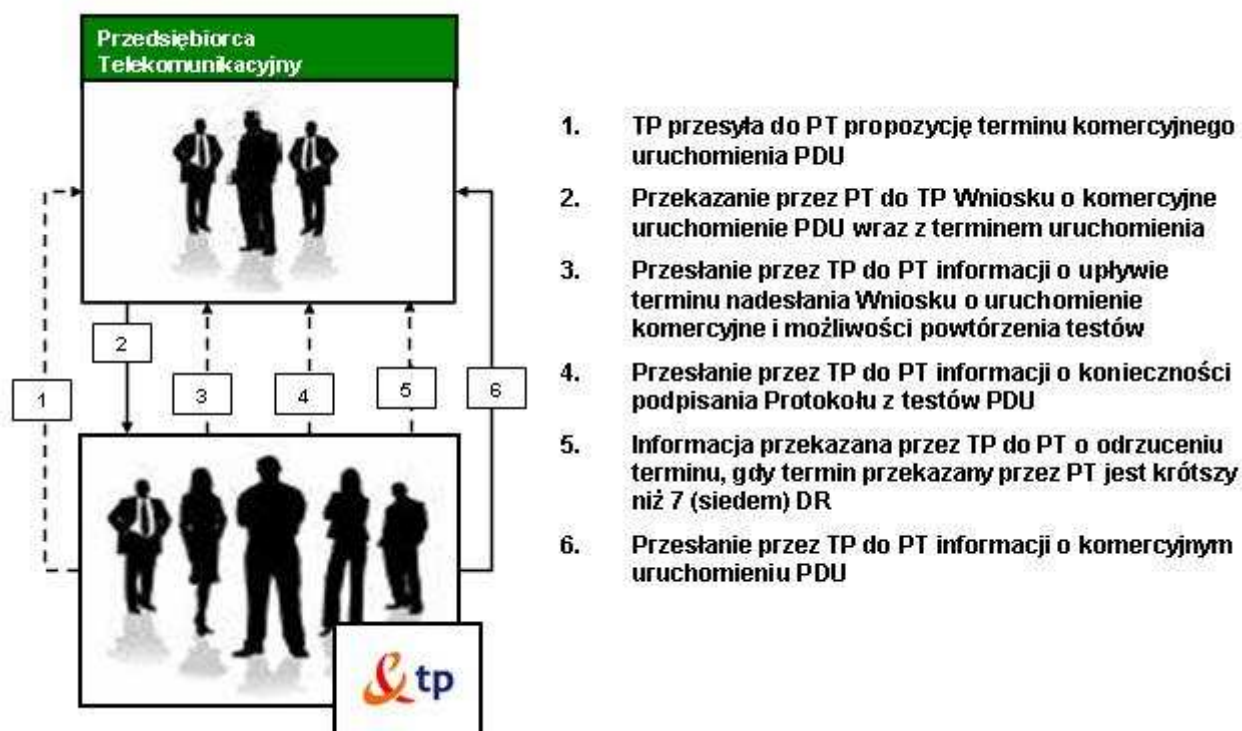 Przedsiębiorca
Telekomunikacyjny
1
2
3
4
5
6
tp
1. TP przesyła do PT propozycję terminu komercyjnego
uruchomienia PDU
2. Przekazanie przez PT do TP Wniosku o komercyjne
uruchomienie PDU wraz z terminem uruchomienia
3. Przesłanie przez TP do PT informacji o upływie
terminu nadesłania Wniosku o uruchomienie
komercyjne i możliwości powtórzenia testów
4. Przesłanie przez TP do PT informacji o konieczności
podpisania Protokołu z testów PDU
5. Informacja przekazana przez TP do PT o odrzuceniu
terminu, gdy termin przekazany przez PT jest krótszy
niż 7 (siedem) DR
6. Przesłanie przez TP do PT informacji o komercyjnym
uruchomieniu PDU